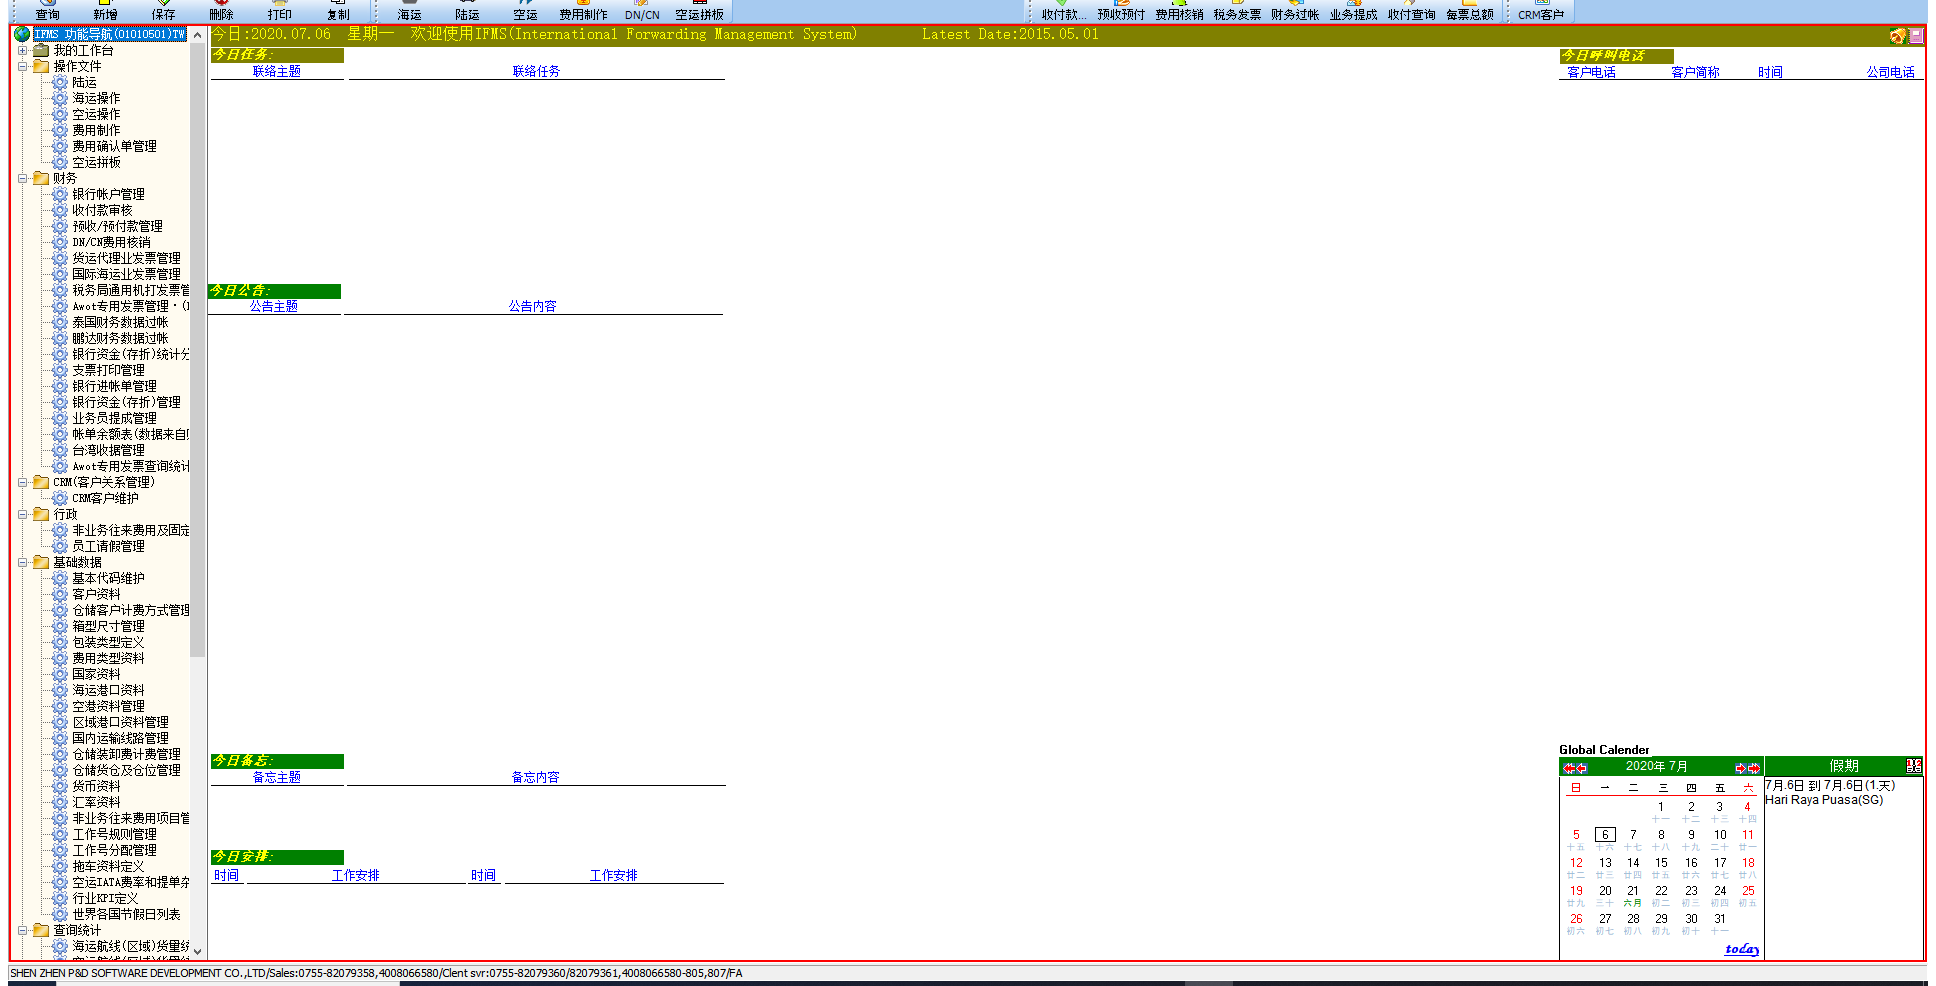 查询 新增 保存 删除 打印 复制 海运 陆运 空运 费用制作 DN/CN 空运拼板 收付款... 预收预付 费用核销 税务发票 财务过帐 业务提成 收付查询 每票总额 CRM客户
IFMS 功能导航(01010501)TW
今日:2020.07.06 星期一 欢迎使用IFMS(International Forwarding Management System) Latest Date:2015.05.01
我的工作台
操作文件
陆运
海运操作
空运操作
费用制作
费用确认单管理
空运拼板
财务
银行帐户管理
收付款审核
预收/预付款管理
DN/CN费用核销
货运代理业发票管理
国际海运业发票管理
税务局通用机打发票管
Awot专用发票管理·(I
泰国财务数据过帐
鹏达财务数据过帐
银行资金(存折)统计分
支票打印管理
银行进帐单管理
银行资金(存折)管理
业务员提成管理
帐单余额表(数据来自
台湾收据管理
Awot专用发票查询统计
CRM(客户关系管理)
CRM客户维护
行政
非业务往来费用及固定
员工请假管理
基础数据
基本代码维护
客户资料
仓储客户计费方式管理
箱型尺寸管理
包装类型定义
费用类型资料
国家资料
海运港口资料
空港资料管理
区域港口资料管理
国内运输线路管理
仓储装卸费计费管理
仓储货仓及仓位管理
货币资料
汇率资料
非业务往来费用项目管
工作号规则管理
工作号分配管理
拖车资料定义
空运IATA费率和提单杂
行业KPI定义
世界各国节假日列表
查询统计
海运航线(区域)货量统
今日任务:
联络主题 联络任务
今日呼叫电话
客户电话 客户简称 时间 公司电话
今日公告:
公告主题 公告内容
今日备忘:
备忘主题 备忘内容
今日安排:
时间 工作安排 时间 工作安排
Global Calender
2020年 7月 假期
日 一 二 三 四 五 六
1 2 3 4
十一 十二 十三 十四
5 6 7 8 9 10 11
十五 十六 十七 十八 十九 二十 廿一
12 13 14 15 16 17 18
廿二 廿三 廿四 廿五 廿六 廿七 廿八
19 20 21 22 23 24 25
廿九 三十 六月 初二 初三 初四 初五
26 27 28 29 30 31
初六 初七 初八 初九 初十 十一
today
7月.6日 到 7月.6日(1.天)
Hari Raya Puasa(SG)
SHEN ZHEN P&D SOFTWARE DEVELOPMENT CO.,LTD/Sales:0755-82079358,4008066580/Clent svr:0755-82079360/82079361,4008066580-805,807/FA